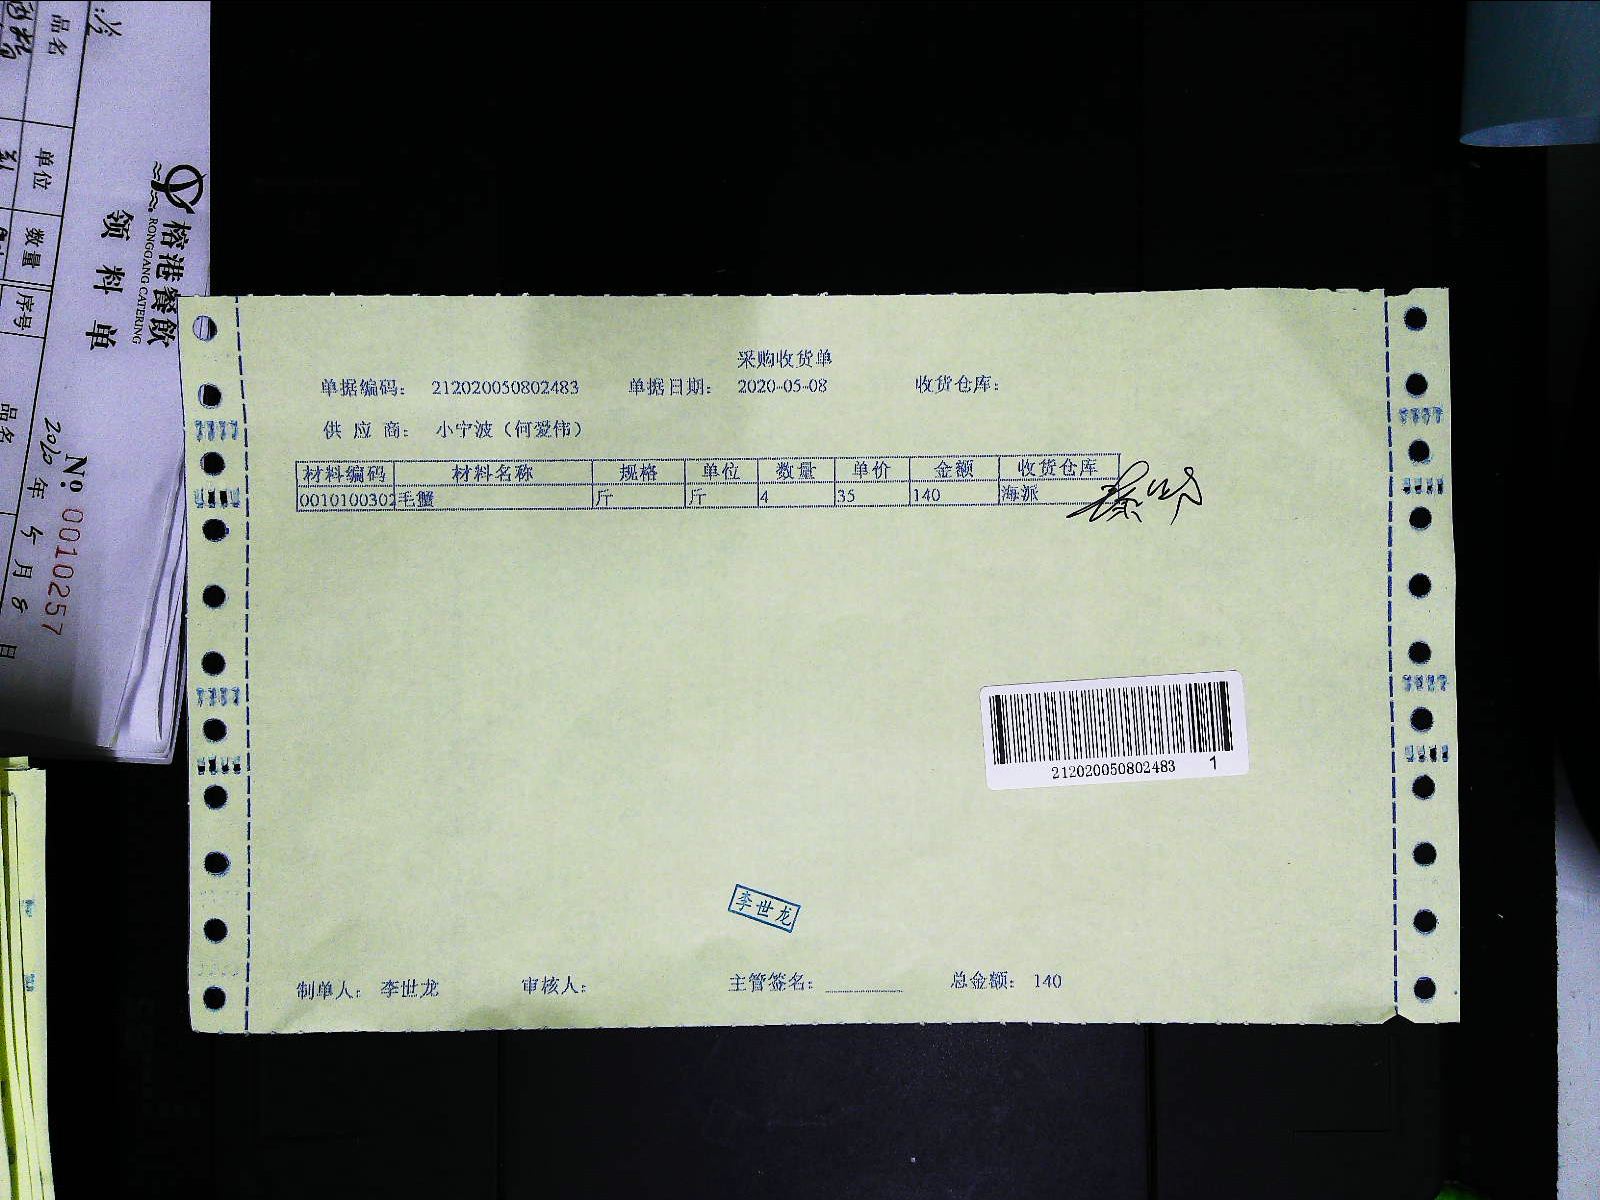 采购收货单
单据编码： 212020050802483 单据日期： 2020-05-08 收货仓库：
供 应 商： 小宁波（何爱伟）
材料编码 材料名称 规格 单位 数量 单价 金额 收货仓库
0010100302 毛蟹 斤 斤 4 35 140 海派
212020050802483 1
李世龙
制单人： 李世龙 审核人： 主管签名： 总金额： 140
榕港餐飲
RONGGANG CATERING
领料单
№ 0010257
2020 年 5 月 8 日
品名 单位 数量 序号 品名